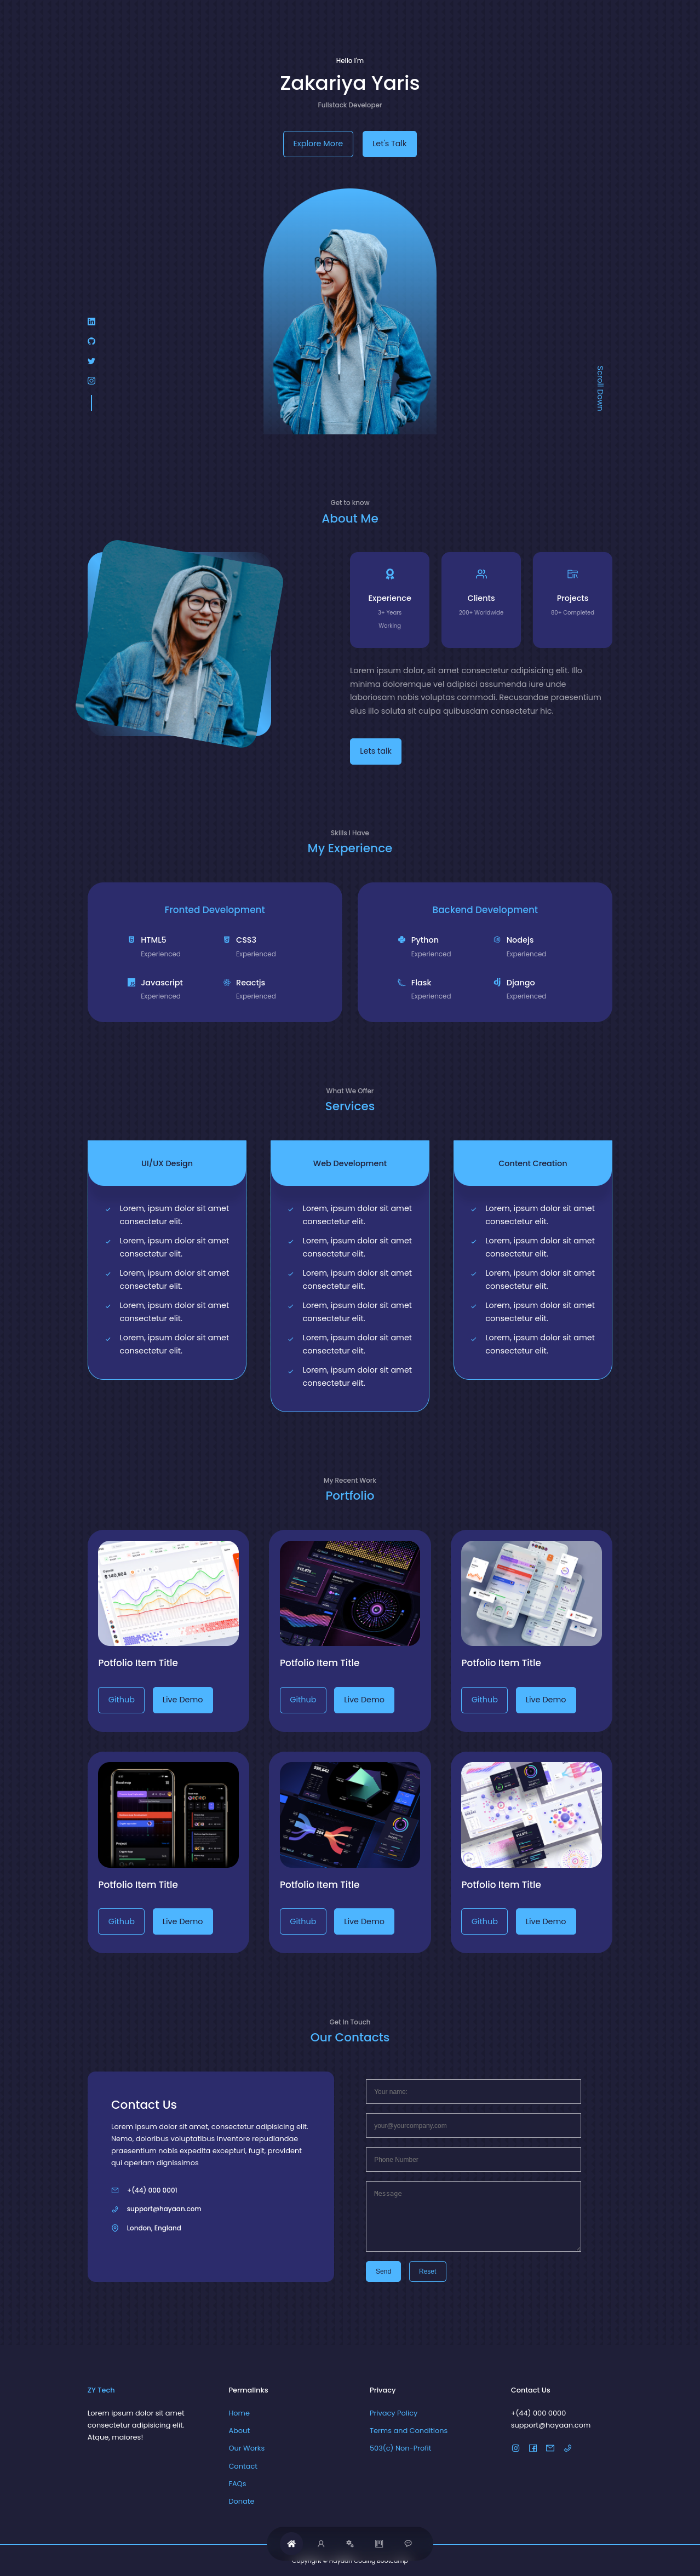 Hello I'm
Zakariya Yaris
Fullstack Developer
Explore More
Let's Talk
Scroll Down
Get to know
About Me
Experience
3+ Years
Working
Clients
200+ Worldwide
Projects
80+ Completed
Lorem ipsum dolor, sit amet consectetur adipisicing elit. Illo
minima doloremque vel adipisci assumenda iure unde
laboriosam nobis voluptas commodi. Recusandae praesentium
eius illo soluta sit culpa quibusdam consectetur hic.
Lets talk
Skills I Have
My Experience
Fronted Development
HTML5
Experienced
CSS3
Experienced
Javascript
Experienced
Reactjs
Experienced
Backend Development
Python
Experienced
Nodejs
Experienced
Flask
Experienced
Django
Experienced
What We Offer
Services
UI/UX Design
Lorem, ipsum dolor sit amet
consectetur elit.
Lorem, ipsum dolor sit amet
consectetur elit.
Lorem, ipsum dolor sit amet
consectetur elit.
Lorem, ipsum dolor sit amet
consectetur elit.
Lorem, ipsum dolor sit amet
consectetur elit.
Web Development
Lorem, ipsum dolor sit amet
consectetur elit.
Lorem, ipsum dolor sit amet
consectetur elit.
Lorem, ipsum dolor sit amet
consectetur elit.
Lorem, ipsum dolor sit amet
consectetur elit.
Lorem, ipsum dolor sit amet
consectetur elit.
Lorem, ipsum dolor sit amet
consectetur elit.
Content Creation
Lorem, ipsum dolor sit amet
consectetur elit.
Lorem, ipsum dolor sit amet
consectetur elit.
Lorem, ipsum dolor sit amet
consectetur elit.
Lorem, ipsum dolor sit amet
consectetur elit.
Lorem, ipsum dolor sit amet
consectetur elit.
My Recent Work
Portfolio
Potfolio Item Title
Github
Live Demo
Potfolio Item Title
Github
Live Demo
Potfolio Item Title
Github
Live Demo
Potfolio Item Title
Github
Live Demo
Potfolio Item Title
Github
Live Demo
Potfolio Item Title
Github
Live Demo
Get In Touch
Our Contacts
Contact Us
Lorem ipsum dolor sit amet, consectetur adipisicing elit.
Nemo, doloribus voluptatibus inventore repudiandae
praesentium nobis expedita excepturi, fugit, provident
qui aperiam dignissimos
+(44) 000 0001
support@hayaan.com
London, England
Your name:
your@yourcompany.com
Phone Number
Message
Send
Reset
ZY Tech
Lorem ipsum dolor sit amet
consectetur adipisicing elit.
Atque, maiores!
Permalinks
Home
About
Our Works
Contact
FAQs
Donate
Privacy
Privacy Policy
Terms and Conditions
503(c) Non-Profit
Contact Us
+(44) 000 0000
support@hayaan.com
Copyright © Hayaan Coding Bootcamp